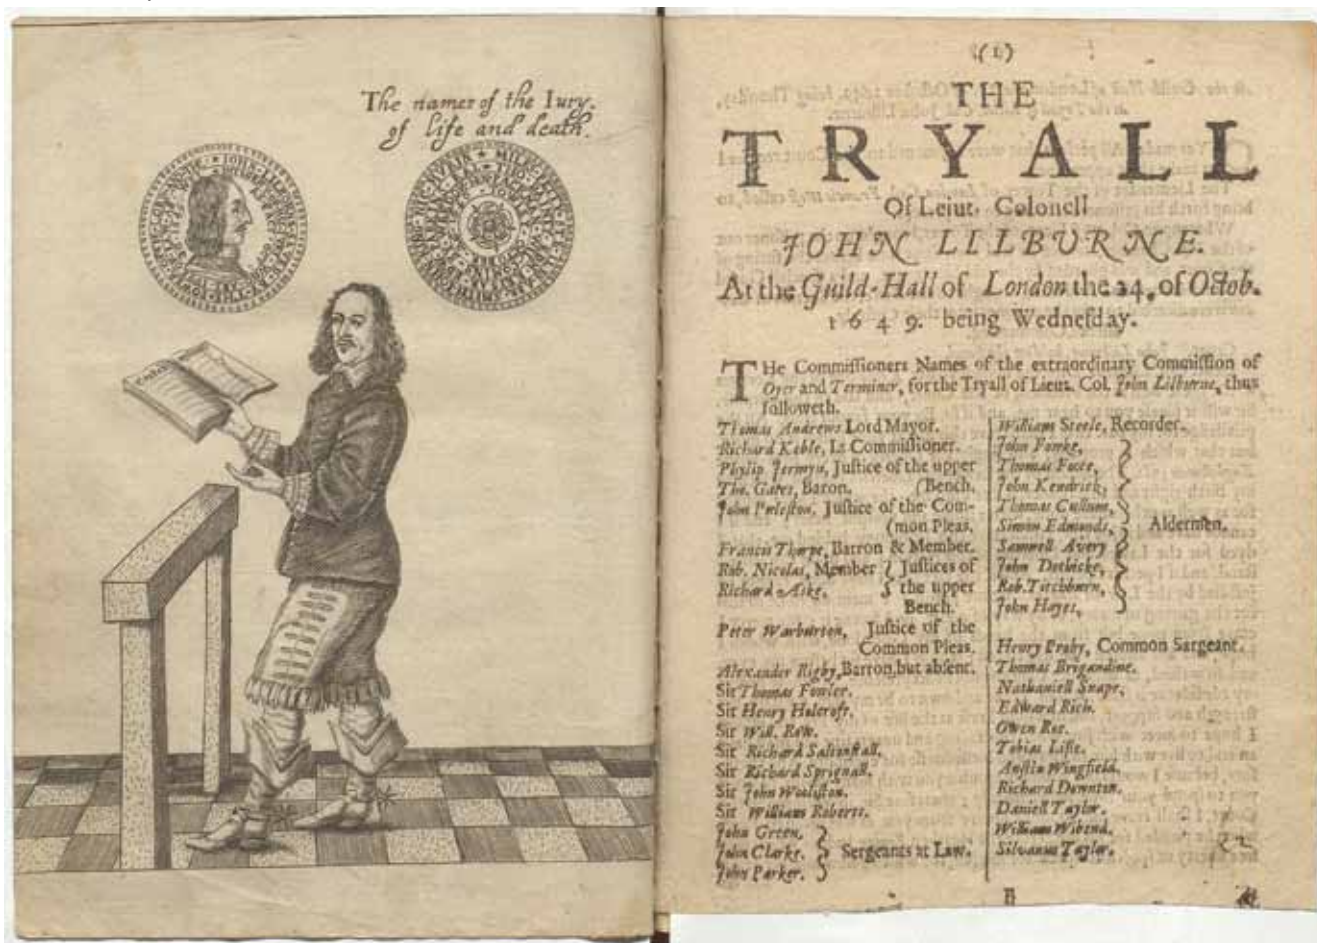 The names of the Iury.
of life and death.
(1)
THE
TRYALL
Of Leiut. Colonell
JOHN LILBVRNE.
At the Guild-Hall of London the 24. of Octob.
1649. being Wedneſday.
THe Commiſſioners Names of the extraordinary Commiſſion of
Oyer and Terminer, for the Tryall of Lieut. Col. John Lilburne, thus
followeth.
Thomas Andrews Lord Mayor.
Richard Keble, Ld Commiſſioner.
Phylip Jermyn, Juſtice of the upper
Tho. Gates, Baron. (Bench.
John Puleſton, Juſtice of the Com-
(mon Pleas.
Francis Thorpe, Barron & Member.
Rob. Nicolas, Member } Juſtices of
Richard Aske, } the upper
Bench.
Peter Warburton, Juſtice of the
Common Pleas.
Alexander Rigby, Barron, but abſent.
Sir Thomas Fowler.
Sir Henry Holcroft.
Sir Will. Row.
Sir Richard Saltonſtall.
Sir Richard Sprignall.
Sir John Woolaſton.
Sir William Roberts.
John Green, }
John Clarke. } Sergeants at Law.
John Parker. }
William Steele, Recorder.
John Fowke,
Thomas Foote,
John Kendrick,
Thomas Cullum,
Simon Edmonds, Aldermen.
Samuell Avery
John Dethicke,
Rob. Titchburn,
John Hayes,
Henry Proby, Common Sargeant.
Thomas Brigandine.
Nathaniell Snape,
Edward Rich.
Owen Roe.
Tobias Liſle.
Auſtin Wingfield.
Richard Downton.
Daniell Taylor.
William Wibend.
Silvanus Taylor.
22
B